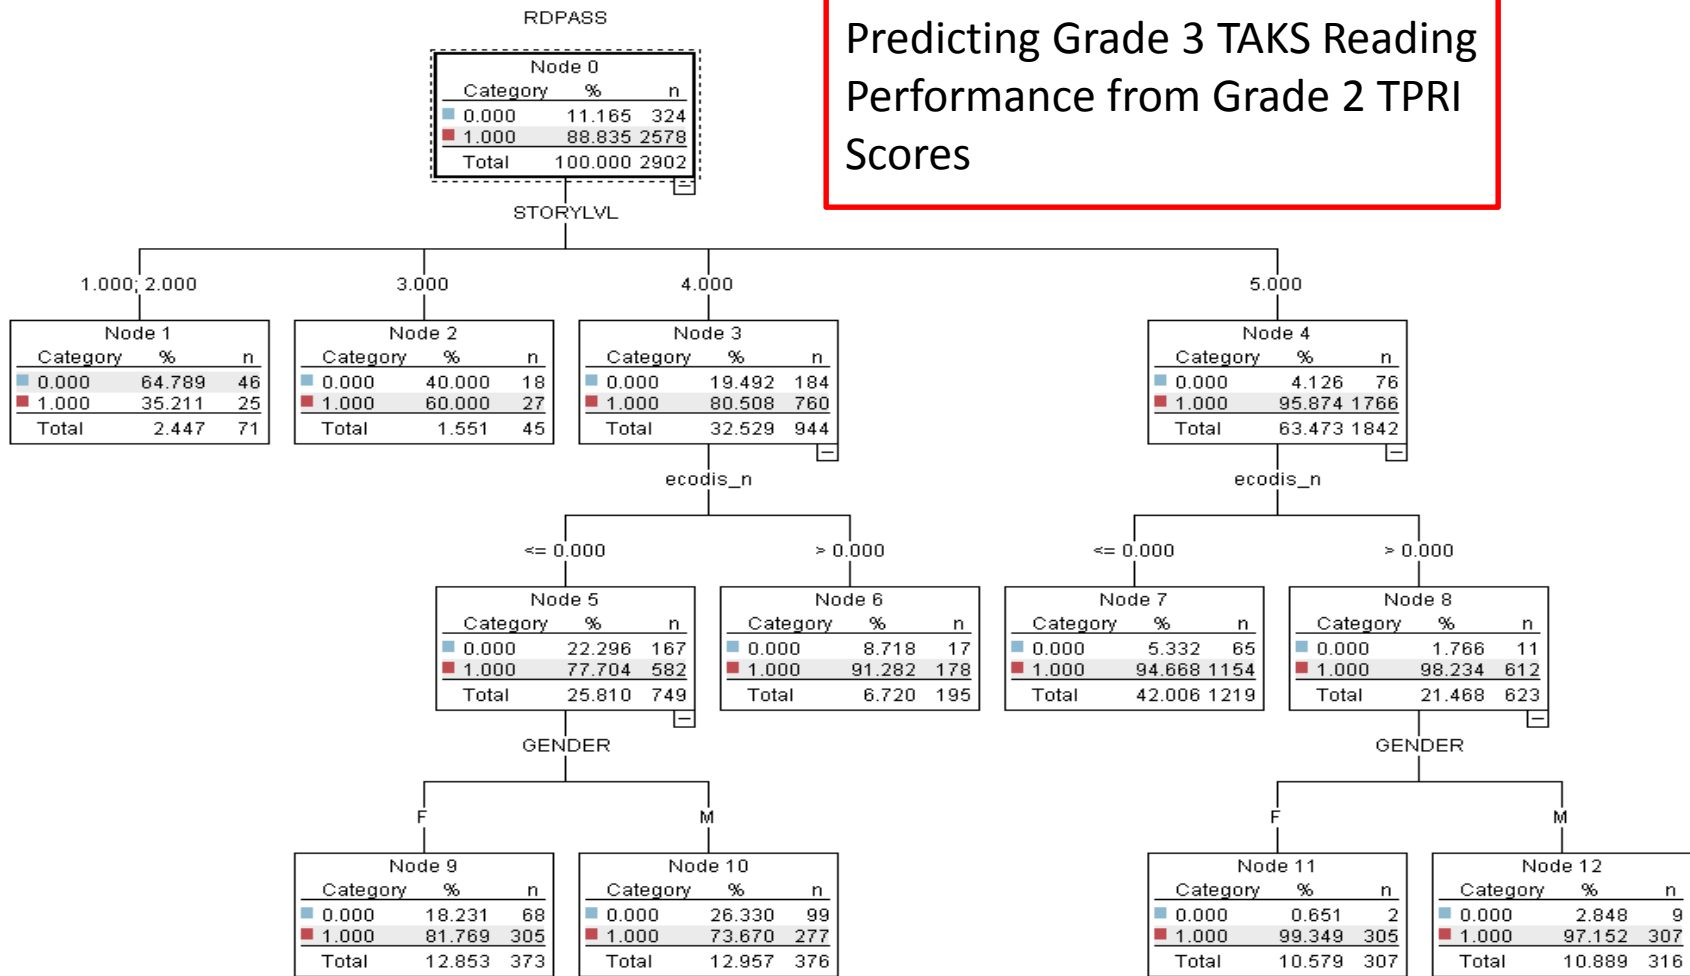 RDPASS
Predicting Grade 3 TAKS Reading
Performance from Grade 2 TPRI
Scores
Node 0
Category % n
0.000 11.165 324
1.000 88.835 2578
Total 100.000 2902
STORYLVL
1.000; 2.000
3.000
4.000
5.000
Node 1
Category % n
0.000 64.789 46
1.000 35.211 25
Total 2.447 71
Node 2
Category % n
0.000 40.000 18
1.000 60.000 27
Total 1.551 45
Node 3
Category % n
0.000 19.492 184
1.000 80.508 760
Total 32.529 944
Node 4
Category % n
0.000 4.126 76
1.000 95.874 1766
Total 63.473 1842
ecodis_n
ecodis_n
<= 0.000
> 0.000
<= 0.000
> 0.000
Node 5
Category % n
0.000 22.296 167
1.000 77.704 582
Total 25.810 749
Node 6
Category % n
0.000 8.718 17
1.000 91.282 178
Total 6.720 195
Node 7
Category % n
0.000 5.332 65
1.000 94.668 1154
Total 42.006 1219
Node 8
Category % n
0.000 1.766 11
1.000 98.234 612
Total 21.468 623
GENDER
GENDER
F
M
F
M
Node 9
Category % n
0.000 18.231 68
1.000 81.769 305
Total 12.853 373
Node 10
Category % n
0.000 26.330 99
1.000 73.670 277
Total 12.957 376
Node 11
Category % n
0.000 0.651 2
1.000 99.349 305
Total 10.579 307
Node 12
Category % n
0.000 2.848 9
1.000 97.152 307
Total 10.889 316